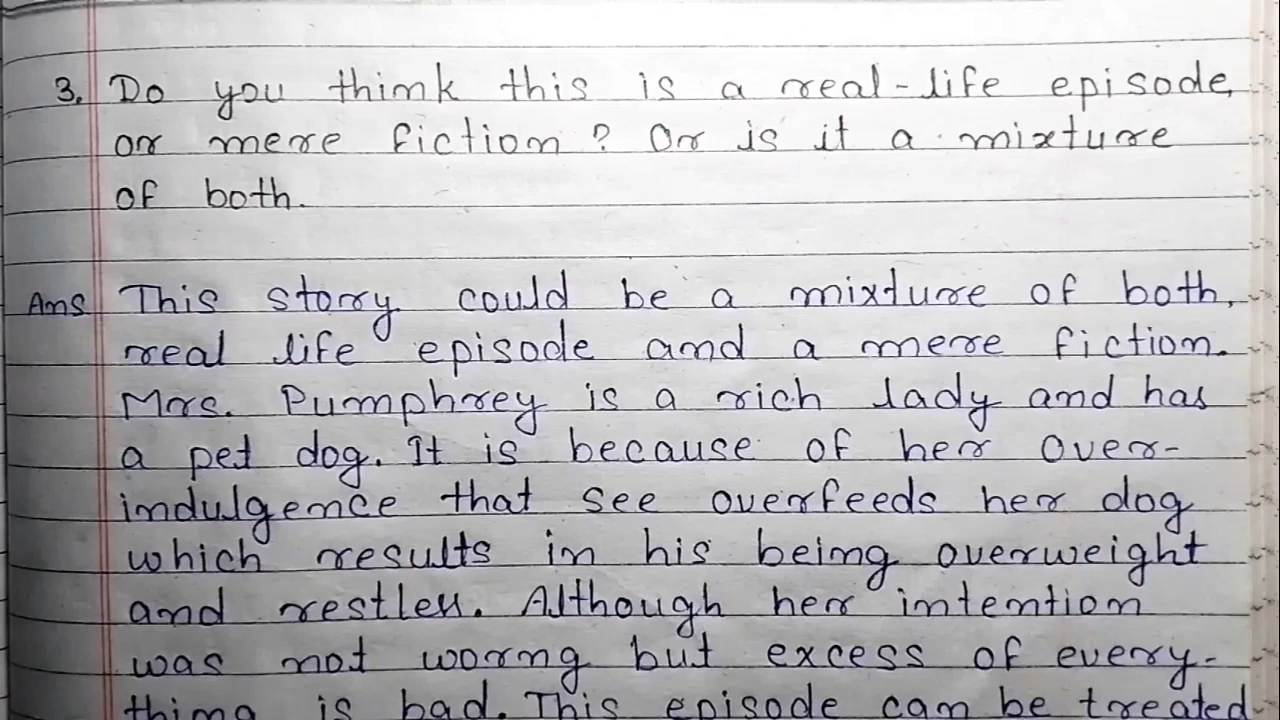 3. Do you think this is a real-life episode,
or mere fiction? Or is it a mixture
of both.
Ans This story could be a mixture of both,
real life episode and a mere fiction.
Mrs. Pumphrey is a rich lady and has
a pet dog. It is because of her over-
indulgence that see overfeeds her dog
which results in his being overweight
and restless. Although her intention
was not worng but excess of every-
thing is bad. This episode can be treated